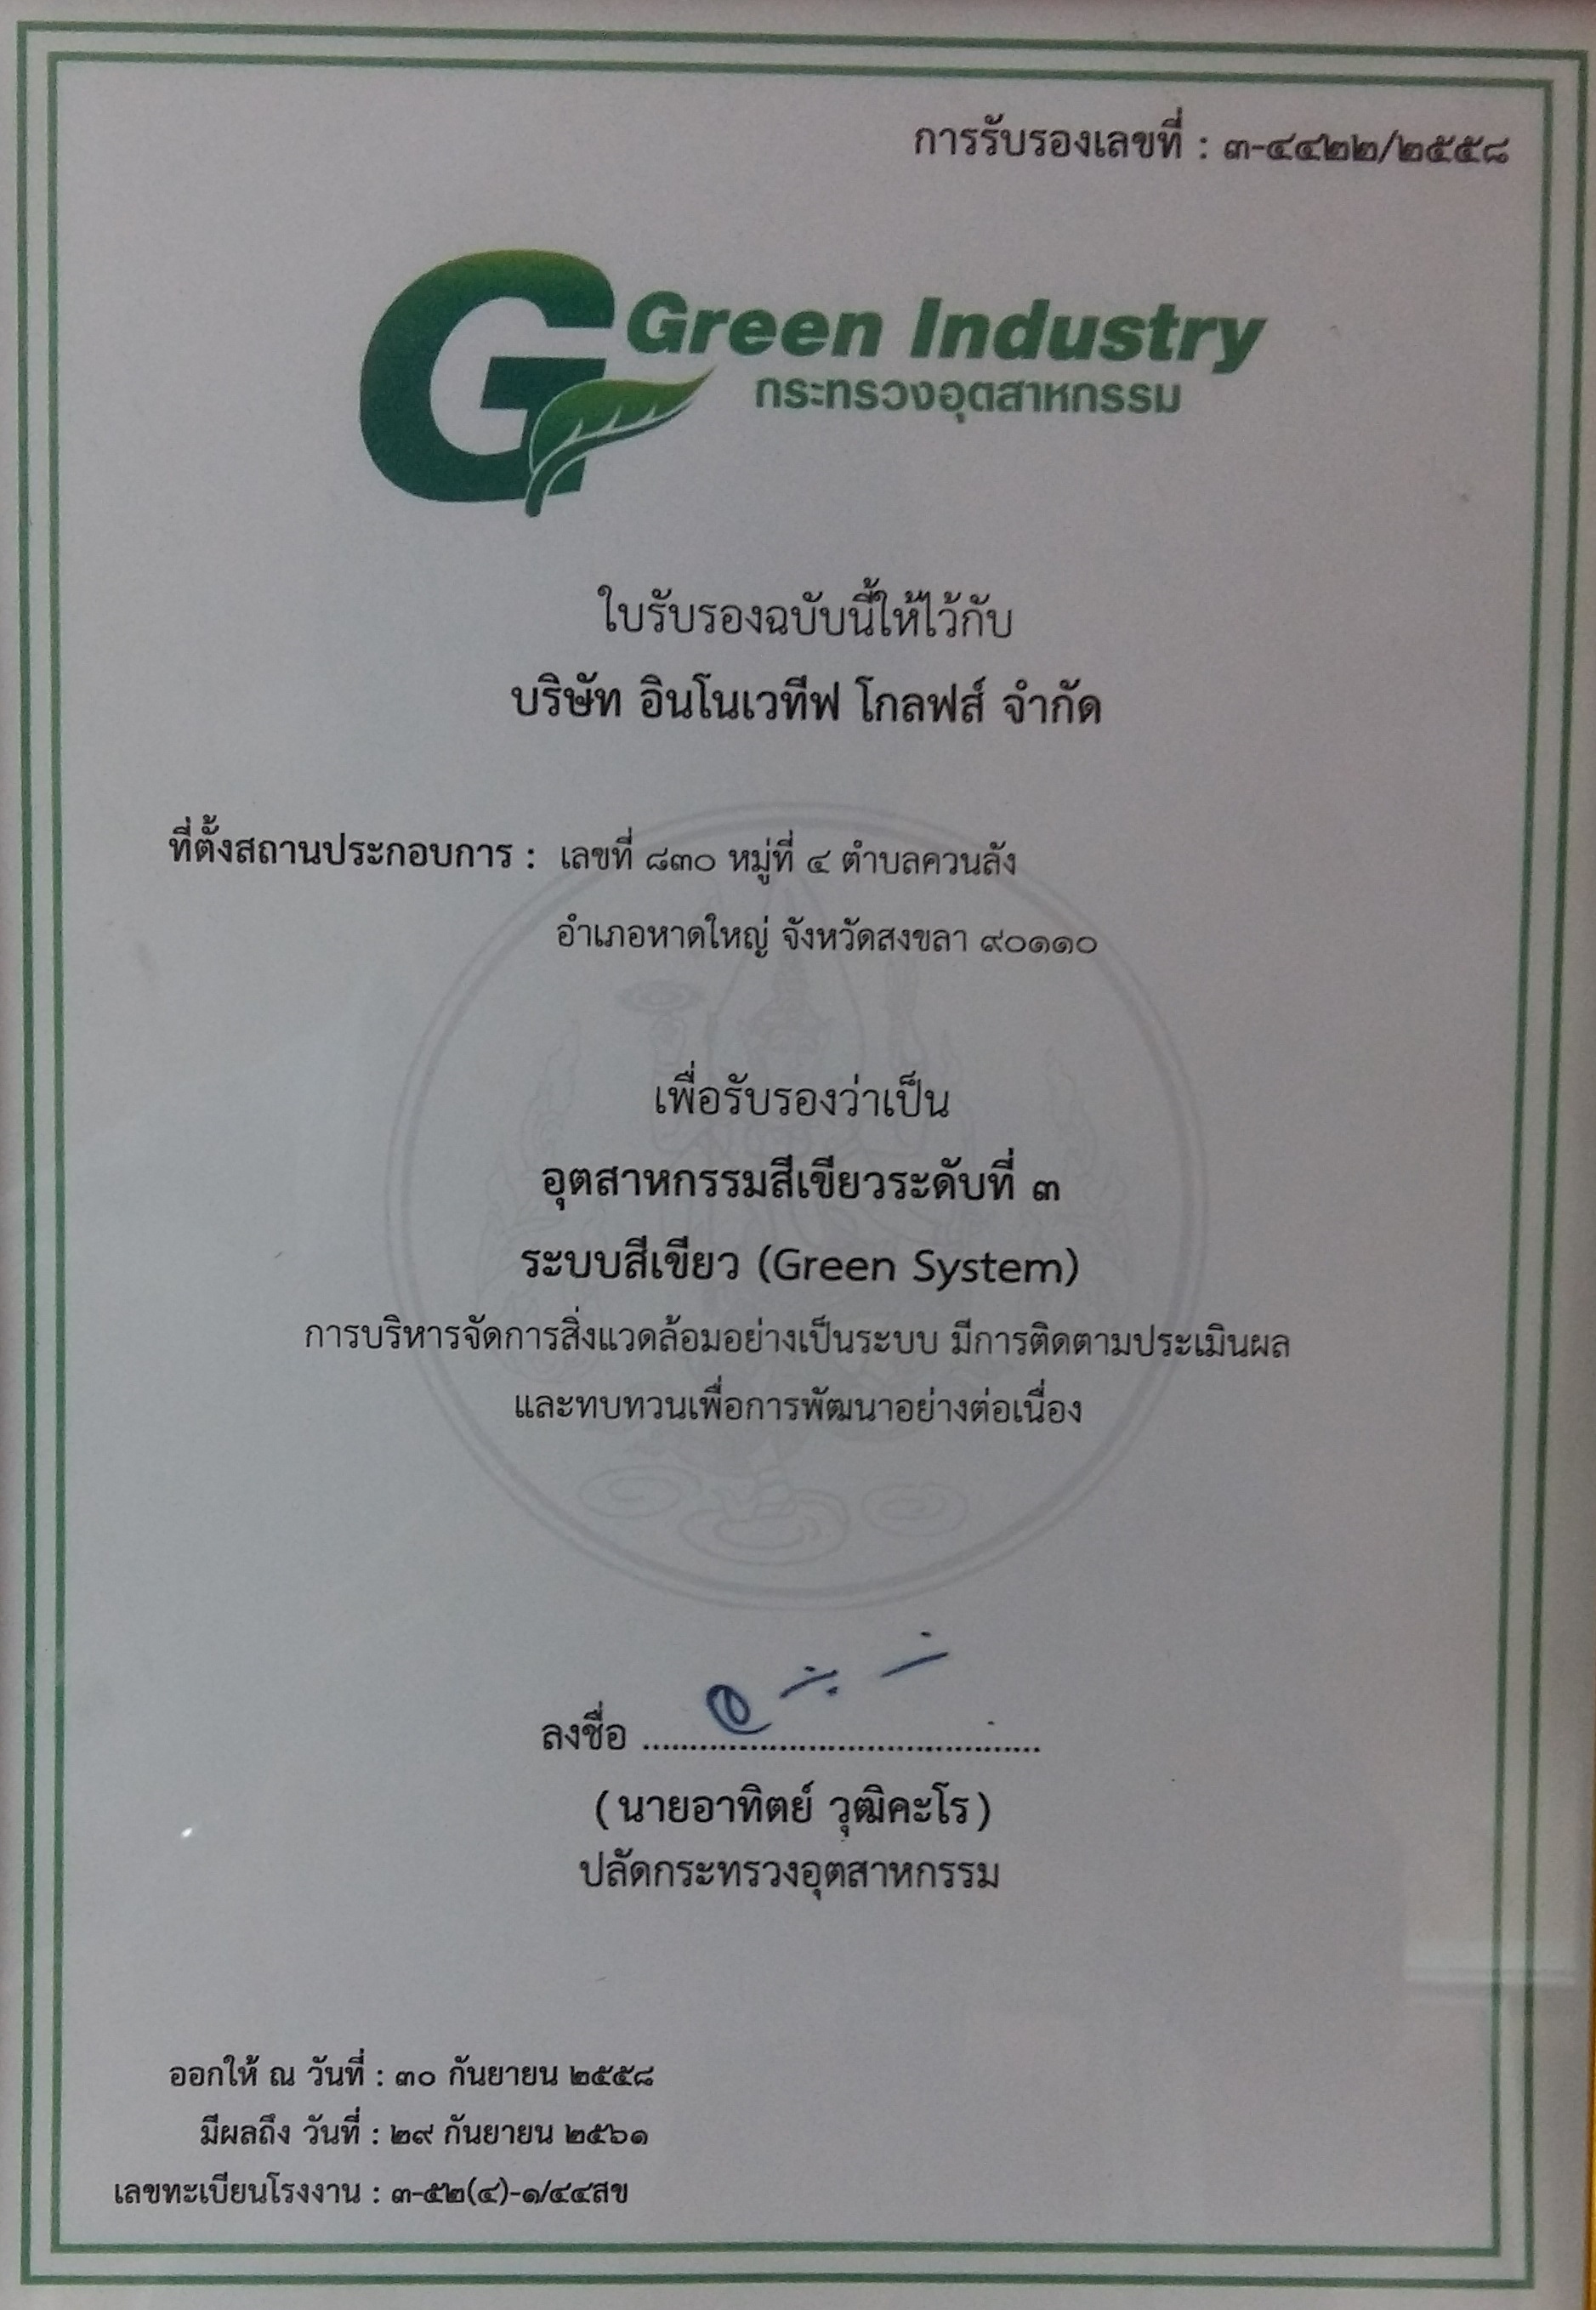 การรับรองเลขที่ : ๓-๔๔๒๒/๒๕๕๘
Green Industry
กระทรวงอุตสาหกรรม
ใบรับรองฉบับนี้ให้ไว้กับ
บริษัท อินโนเวทีฟ โกลฟส์ จำกัด
ที่ตั้งสถานประกอบการ : เลขที่ ๘๓๐ หมู่ที่ ๔ ตำบลควนลัง
อำเภอหาดใหญ่ จังหวัดสงขลา ๙๐๑๑๐
เพื่อรับรองว่าเป็น
อุตสาหกรรมสีเขียวระดับที่ ๓
ระบบสีเขียว (Green System)
การบริหารจัดการสิ่งแวดล้อมอย่างเป็นระบบ มีการติดตามประเมินผล
และทบทวนเพื่อการพัฒนาอย่างต่อเนื่อง
ลงชื่อ ........................................
(นายอาทิตย์ วุฒิคะโร)
ปลัดกระทรวงอุตสาหกรรม
ออกให้ ณ วันที่ : ๓๐ กันยายน ๒๕๕๘
มีผลถึง วันที่ : ๒๙ กันยายน ๒๕๖๑
เลขทะเบียนโรงงาน : ๓-๕๒(๔)-๑/๔๔สข